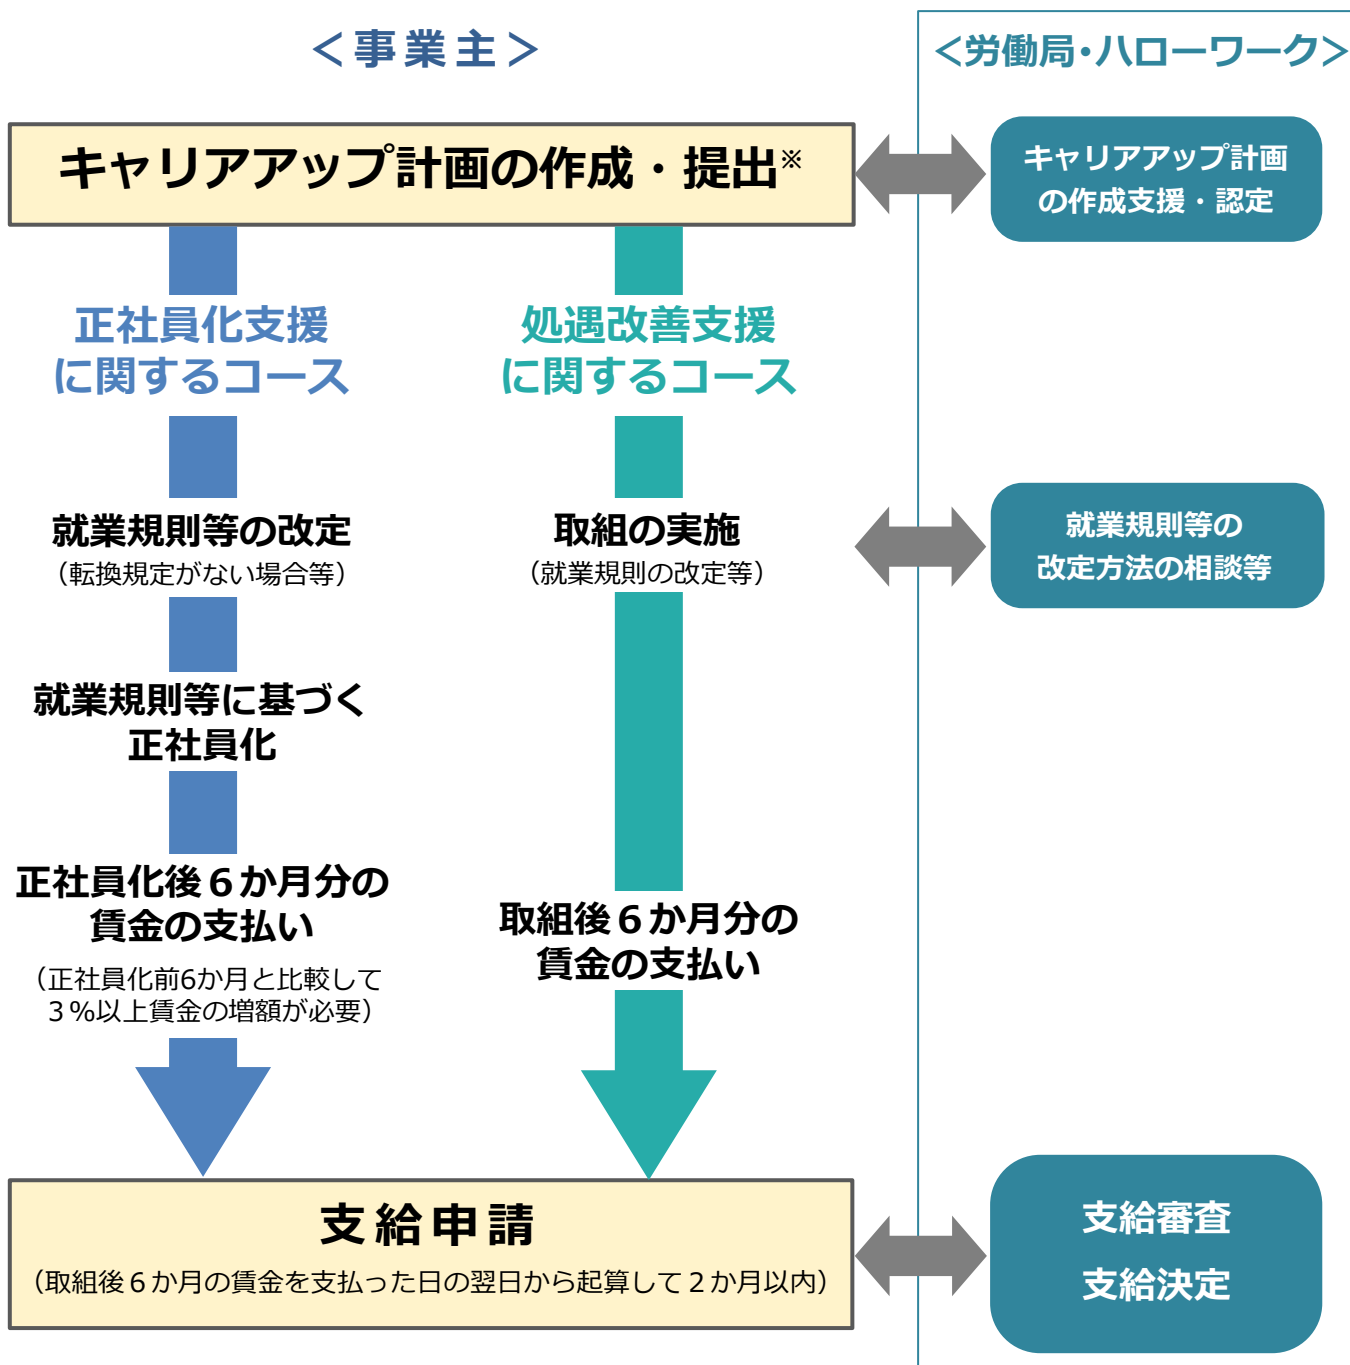 ＜事業主＞
＜労働局・ハローワーク＞
キャリアアップ計画の作成・提出※
キャリアアップ計画
の作成支援・認定
正社員化支援
に関するコース
処遇改善支援
に関するコース
就業規則等の改定
（転換規定がない場合等）
取組の実施
（就業規則の改定等）
就業規則等の
改定方法の相談等
就業規則等に基づく
正社員化
正社員化後６か月分の
賃金の支払い
（正社員化前6か月と比較して
３%以上賃金の増額が必要）
取組後６か月分の
賃金の支払い
支給申請
（取組後６か月の賃金を支払った日の翌日から起算して２か月以内）
支給審査
支給決定